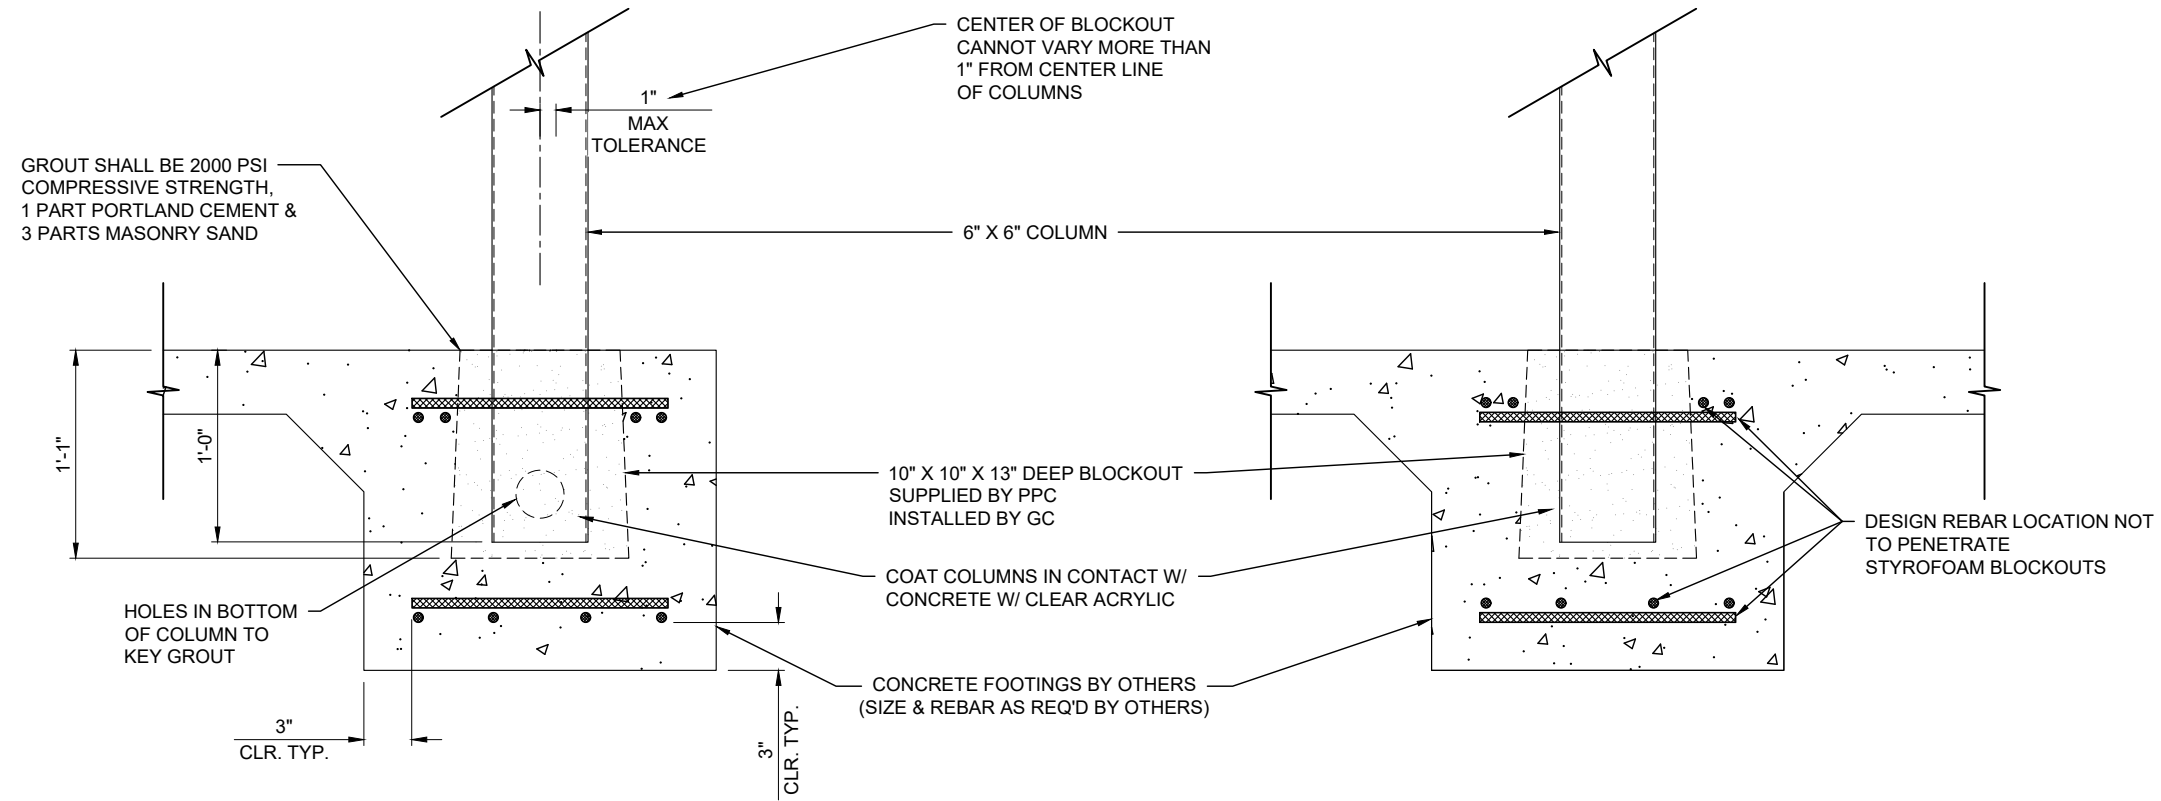 CENTER OF BLOCKOUT
CANNOT VARY MORE THAN
1" FROM CENTER LINE
OF COLUMNS
1"
MAX
TOLERANCE
GROUT SHALL BE 2000 PSI
COMPRESSIVE STRENGTH,
1 PART PORTLAND CEMENT &
3 PARTS MASONRY SAND
6" X 6" COLUMN
1'-1"
1'-0"
10" X 10" X 13" DEEP BLOCKOUT
SUPPLIED BY PPC
INSTALLED BY GC
DESIGN REBAR LOCATION NOT
TO PENETRATE
STYROFOAM BLOCKOUTS
COAT COLUMNS IN CONTACT W/
CONCRETE W/ CLEAR ACRYLIC
HOLES IN BOTTOM
OF COLUMN TO
KEY GROUT
CONCRETE FOOTINGS BY OTHERS
(SIZE & REBAR AS REQ'D BY OTHERS)
3"
CLR. TYP.
3"
CLR. TYP.